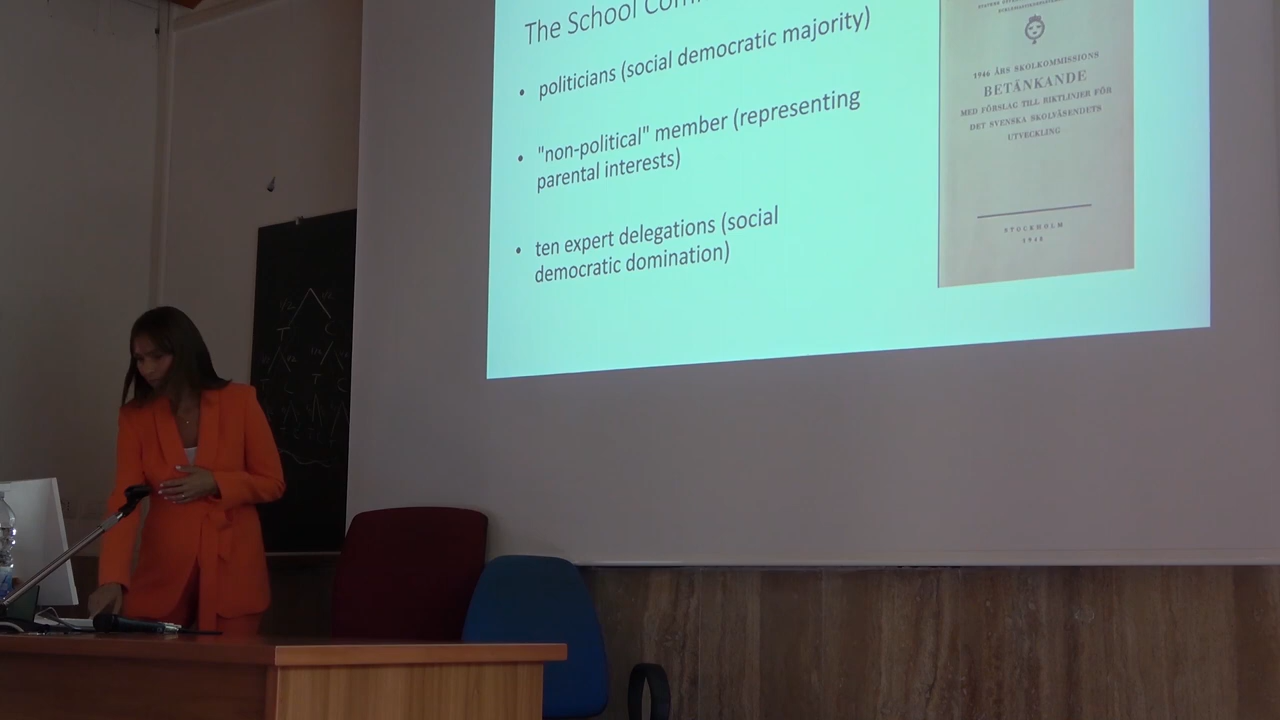 The School Com
• politicians (social democratic majority)
• "non-political" member (representing
parental interests)
• ten expert delegations (social
democratic domination)
1946 ÅRS SKOLKOMMISSIONS
BETÄNKANDE
MED FÖRSLAG TILL RIKTLINJER FÖR
DET SVENSKA SKOLVÄSENDETS
UTVECKLING
STOCKHOLM
1948